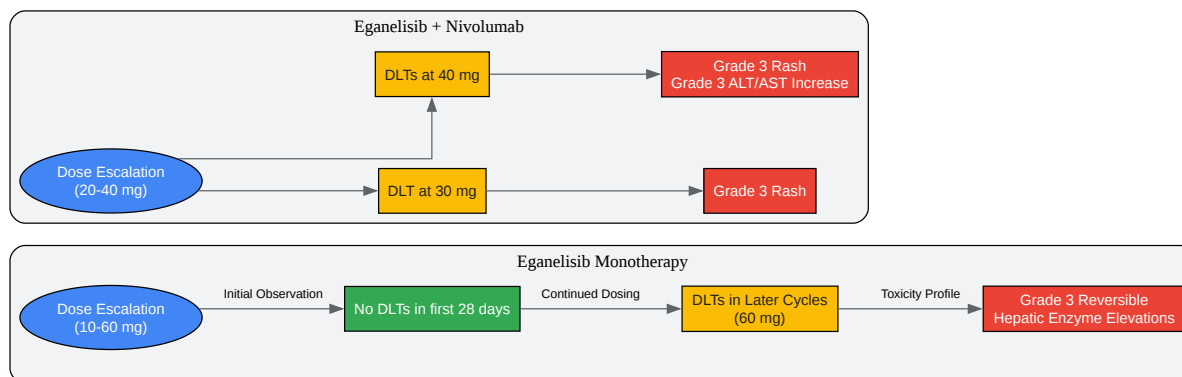 Eganelisib + Nivolumab
DLTs at 40 mg
Grade 3 Rash
Grade 3 ALT/AST Increase
Dose Escalation
(20-40 mg)
DLT at 30 mg
Grade 3 Rash
Eganelisib Monotherapy
Dose Escalation
(10-60 mg)
Initial Observation
No DLTs in first 28 days
Continued Dosing
DLTs in Later Cycles
(60 mg)
Toxicity Profile
Grade 3 Reversible
Hepatic Enzyme Elevations